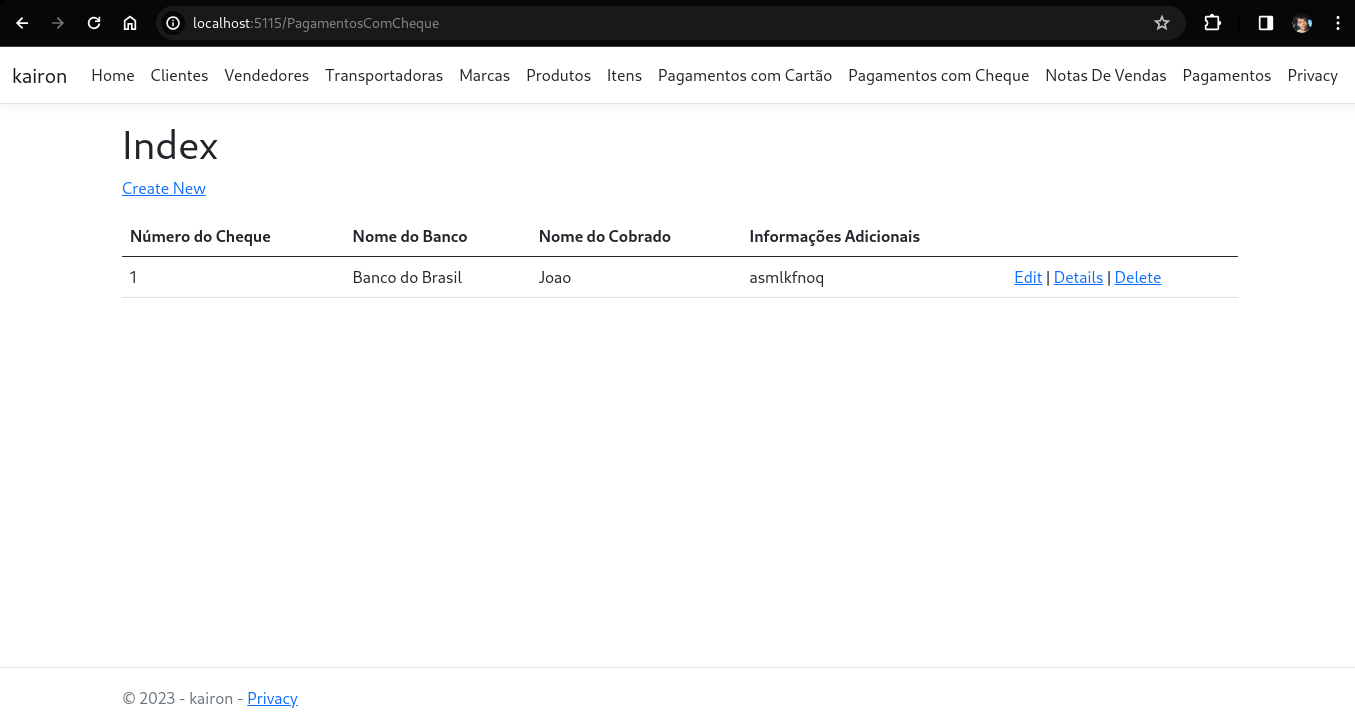 localhost:5115/PagamentosComCheque
kairon Home Clientes Vendedores Transportadoras Marcas Produtos Itens Pagamentos com Cartão Pagamentos com Cheque Notas De Vendas Pagamentos Privacy
Index
Create New
Número do Cheque Nome do Banco Nome do Cobrado Informações Adicionais
1 Banco do Brasil Joao asmlkfnoq Edit | Details | Delete
© 2023 - kairon - Privacy